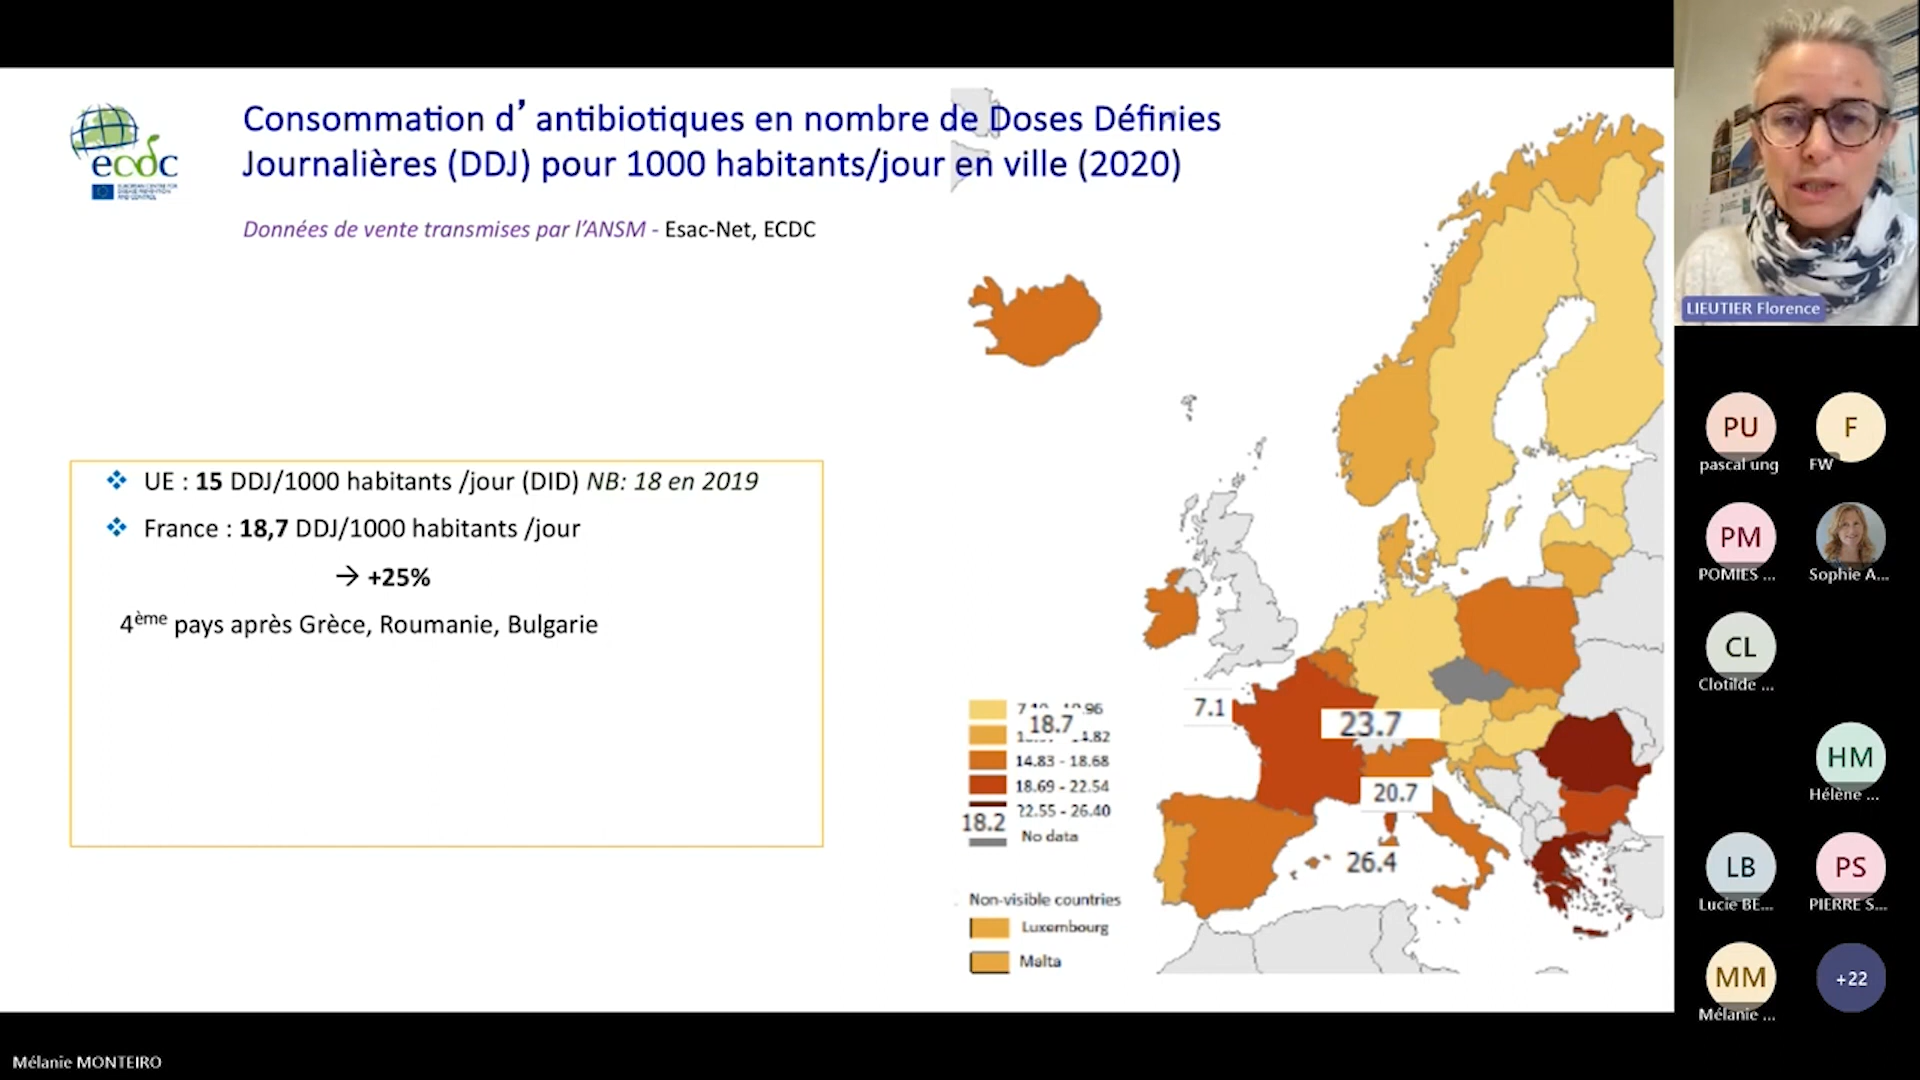 Consommation d’ antibiotiques en nombre de Doses Définies
Journalières (DDJ) pour 1000 habitants/jour en ville (2020)
ecdc
Données de vente transmises par l’ANSM - Esac-Net, ECDC
❖ UE : 15 DDJ/1000 habitants /jour (DID) NB: 18 en 2019
❖ France : 18,7 DDJ/1000 habitants /jour
→ +25%
4ème pays après Grèce, Roumanie, Bulgarie
7.1
23.7
20.7
26.4
18.7
14.83 - 18.68
18.69 - 22.54
22.55 - 26.40
18.2
No data
Non-visible countries
Luxembourg
Malta
LIEUTIER Florence
PU
pascal ung
F
FW
PM
POMIES ...
Sophie A...
CL
Clotilde ...
HM
Hélène ...
LB
Lucie BE...
PS
PIERRE S...
MM
Mélanie ...
+22
Mélanie MONTEIRO